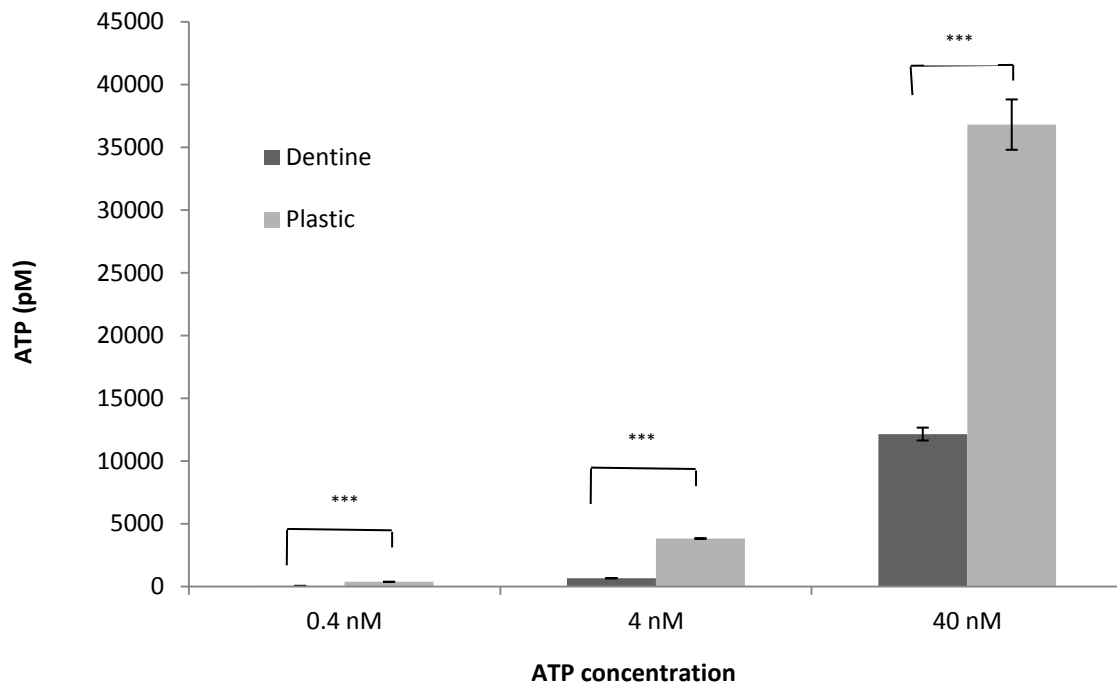 45000
40000
35000
30000
25000
20000
15000
10000
5000
0
ATP (pM)
Dentine
Plastic
***
***
***
0.4 nM
4 nM
40 nM
ATP concentration